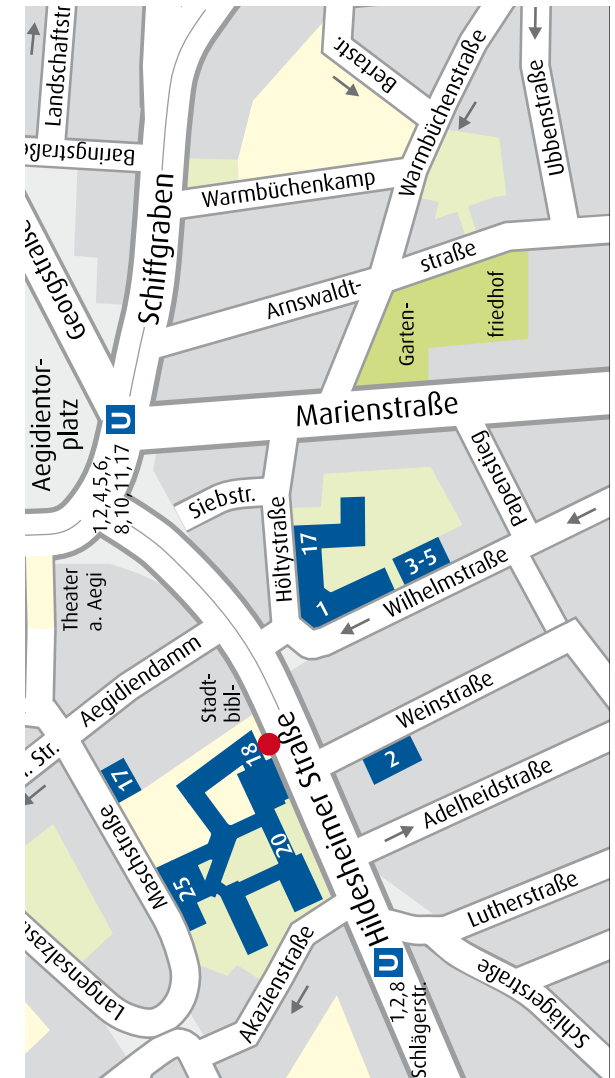 Landschaftstr
Bertastr.
Warmbüchenstraße
Ubbenstraße
Baringstraße
Warmbüchenkamp
Schiffgraben
Georgstraße
Arnswaldt-
straße
Garten-
friedhof
Aegidientor-
platz
U
Marienstraße
1,2,4,5,6,
8,10,11,17
Siebstr.
Papenstieg
Höltystraße
17
3-5
1
Wilhelmstraße
Theater
a. Aegi
Aegidiendamm
Stadt-
bibl-
Weinstraße
. Str.
17
18
Hildesheimer Straße
2
Adelheidstraße
Maschstraße
20
25
Lutherstraße
Langensalzast
Akazienstraße
U
1,2,8
Schlägerstr.
Schlägerstraße